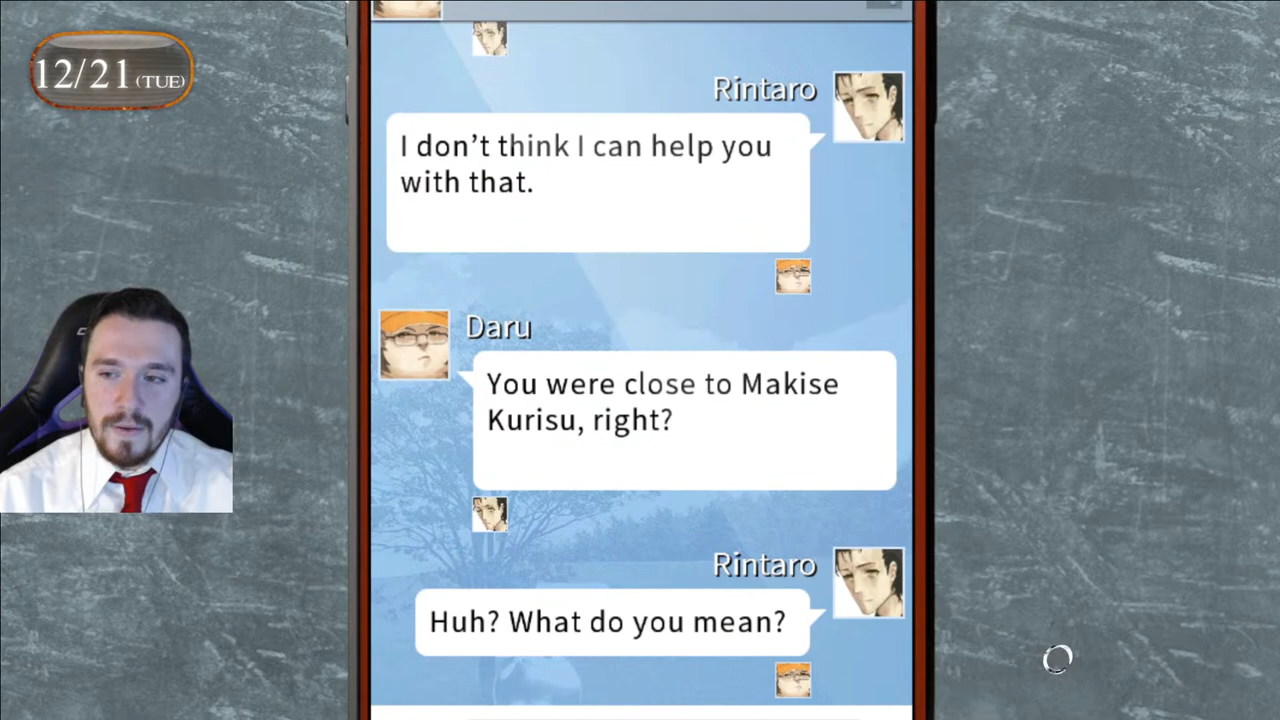 12/21 (TUE)
Rintaro
I don't think I can help you
with that.
Daru
You were close to Makise
Kurisu, right?
Rintaro
Huh? What do you mean?